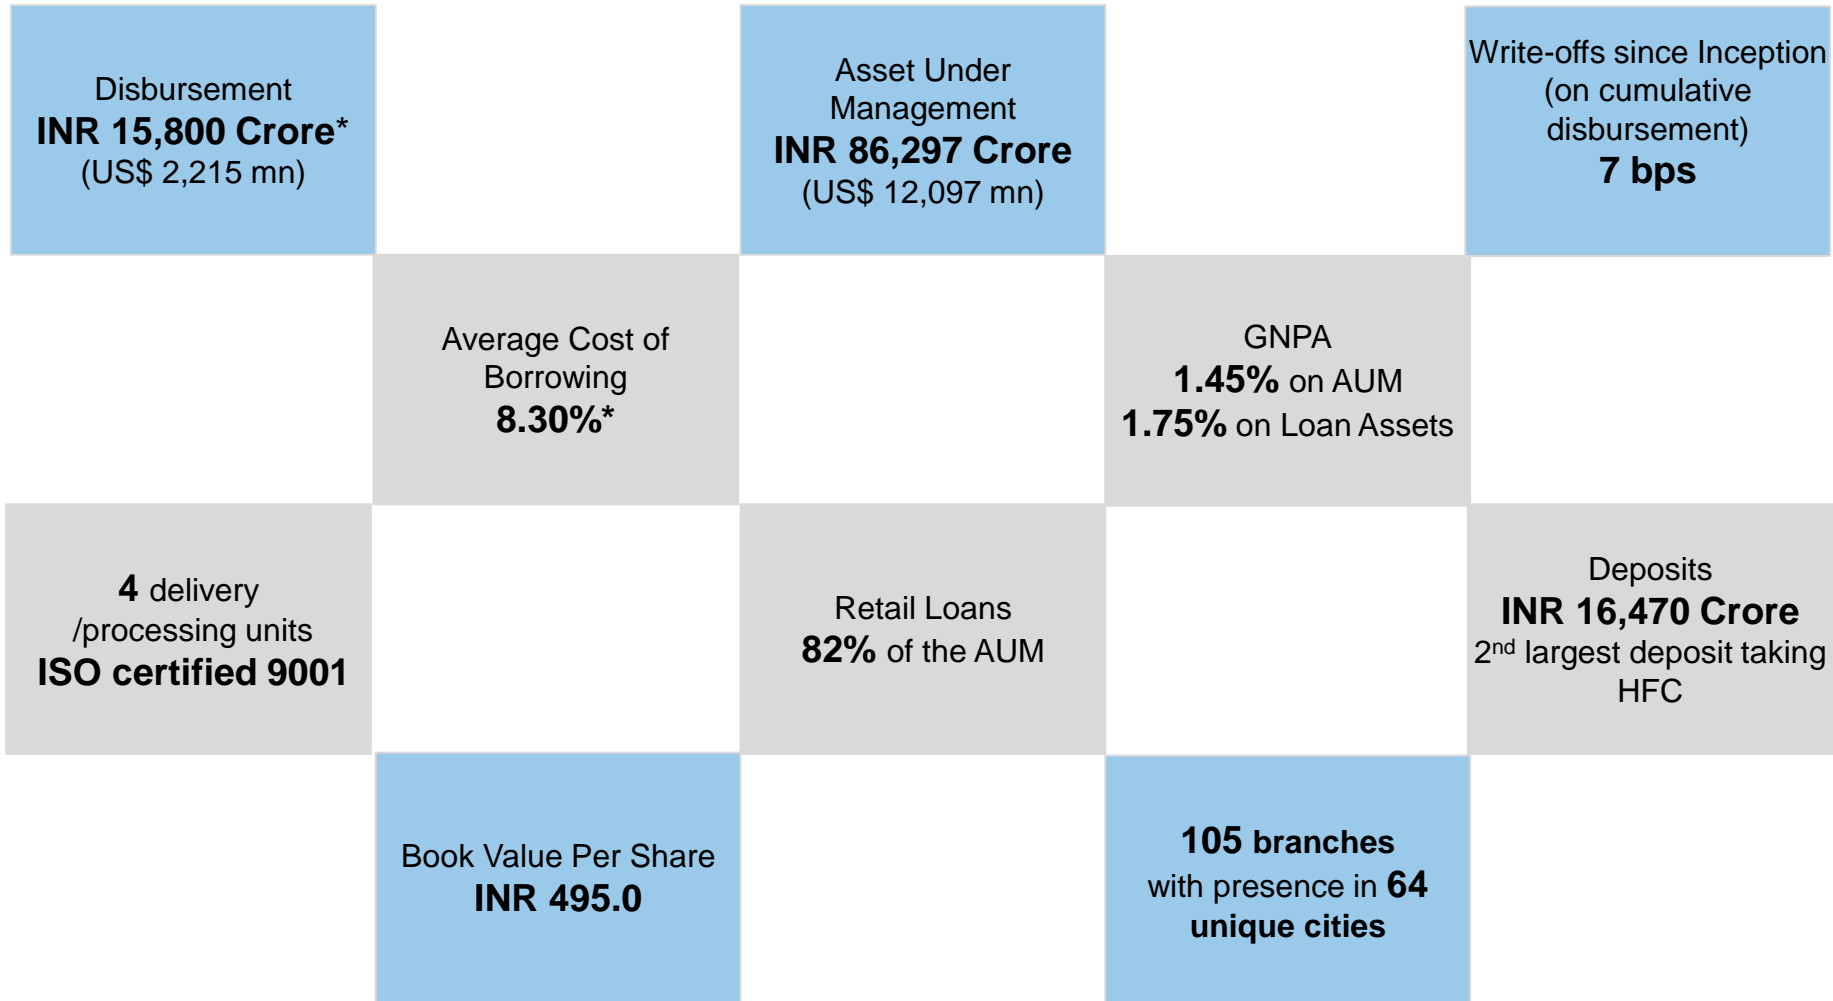 Disbursement
INR 15,800 Crore*
(US$ 2,215 mn)
Asset Under
Management
INR 86,297 Crore
(US$ 12,097 mn)
Write-offs since Inception
(on cumulative
disbursement)
7 bps
Average Cost of
Borrowing
8.30%*
GNPA
1.45% on AUM
1.75% on Loan Assets
4 delivery
/processing units
ISO certified 9001
Retail Loans
82% of the AUM
Deposits
INR 16,470 Crore
2nd largest deposit taking
HFC
Book Value Per Share
INR 495.0
105 branches
with presence in 64
unique cities